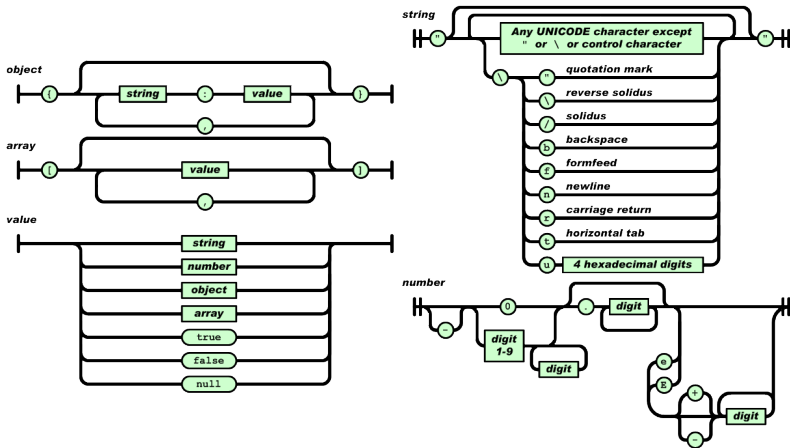 object
{ string : value }
,
array
[ value ]
,
value
string
number
object
array
true
false
null
string
" Any UNICODE character except "
" or \ or control character
\ " quotation mark
\ reverse solidus
/ solidus
b backspace
f formfeed
n newline
r carriage return
t horizontal tab
u 4 hexadecimal digits
number
0 . digit
-
digit
1-9
digit
e
E
+
digit
-